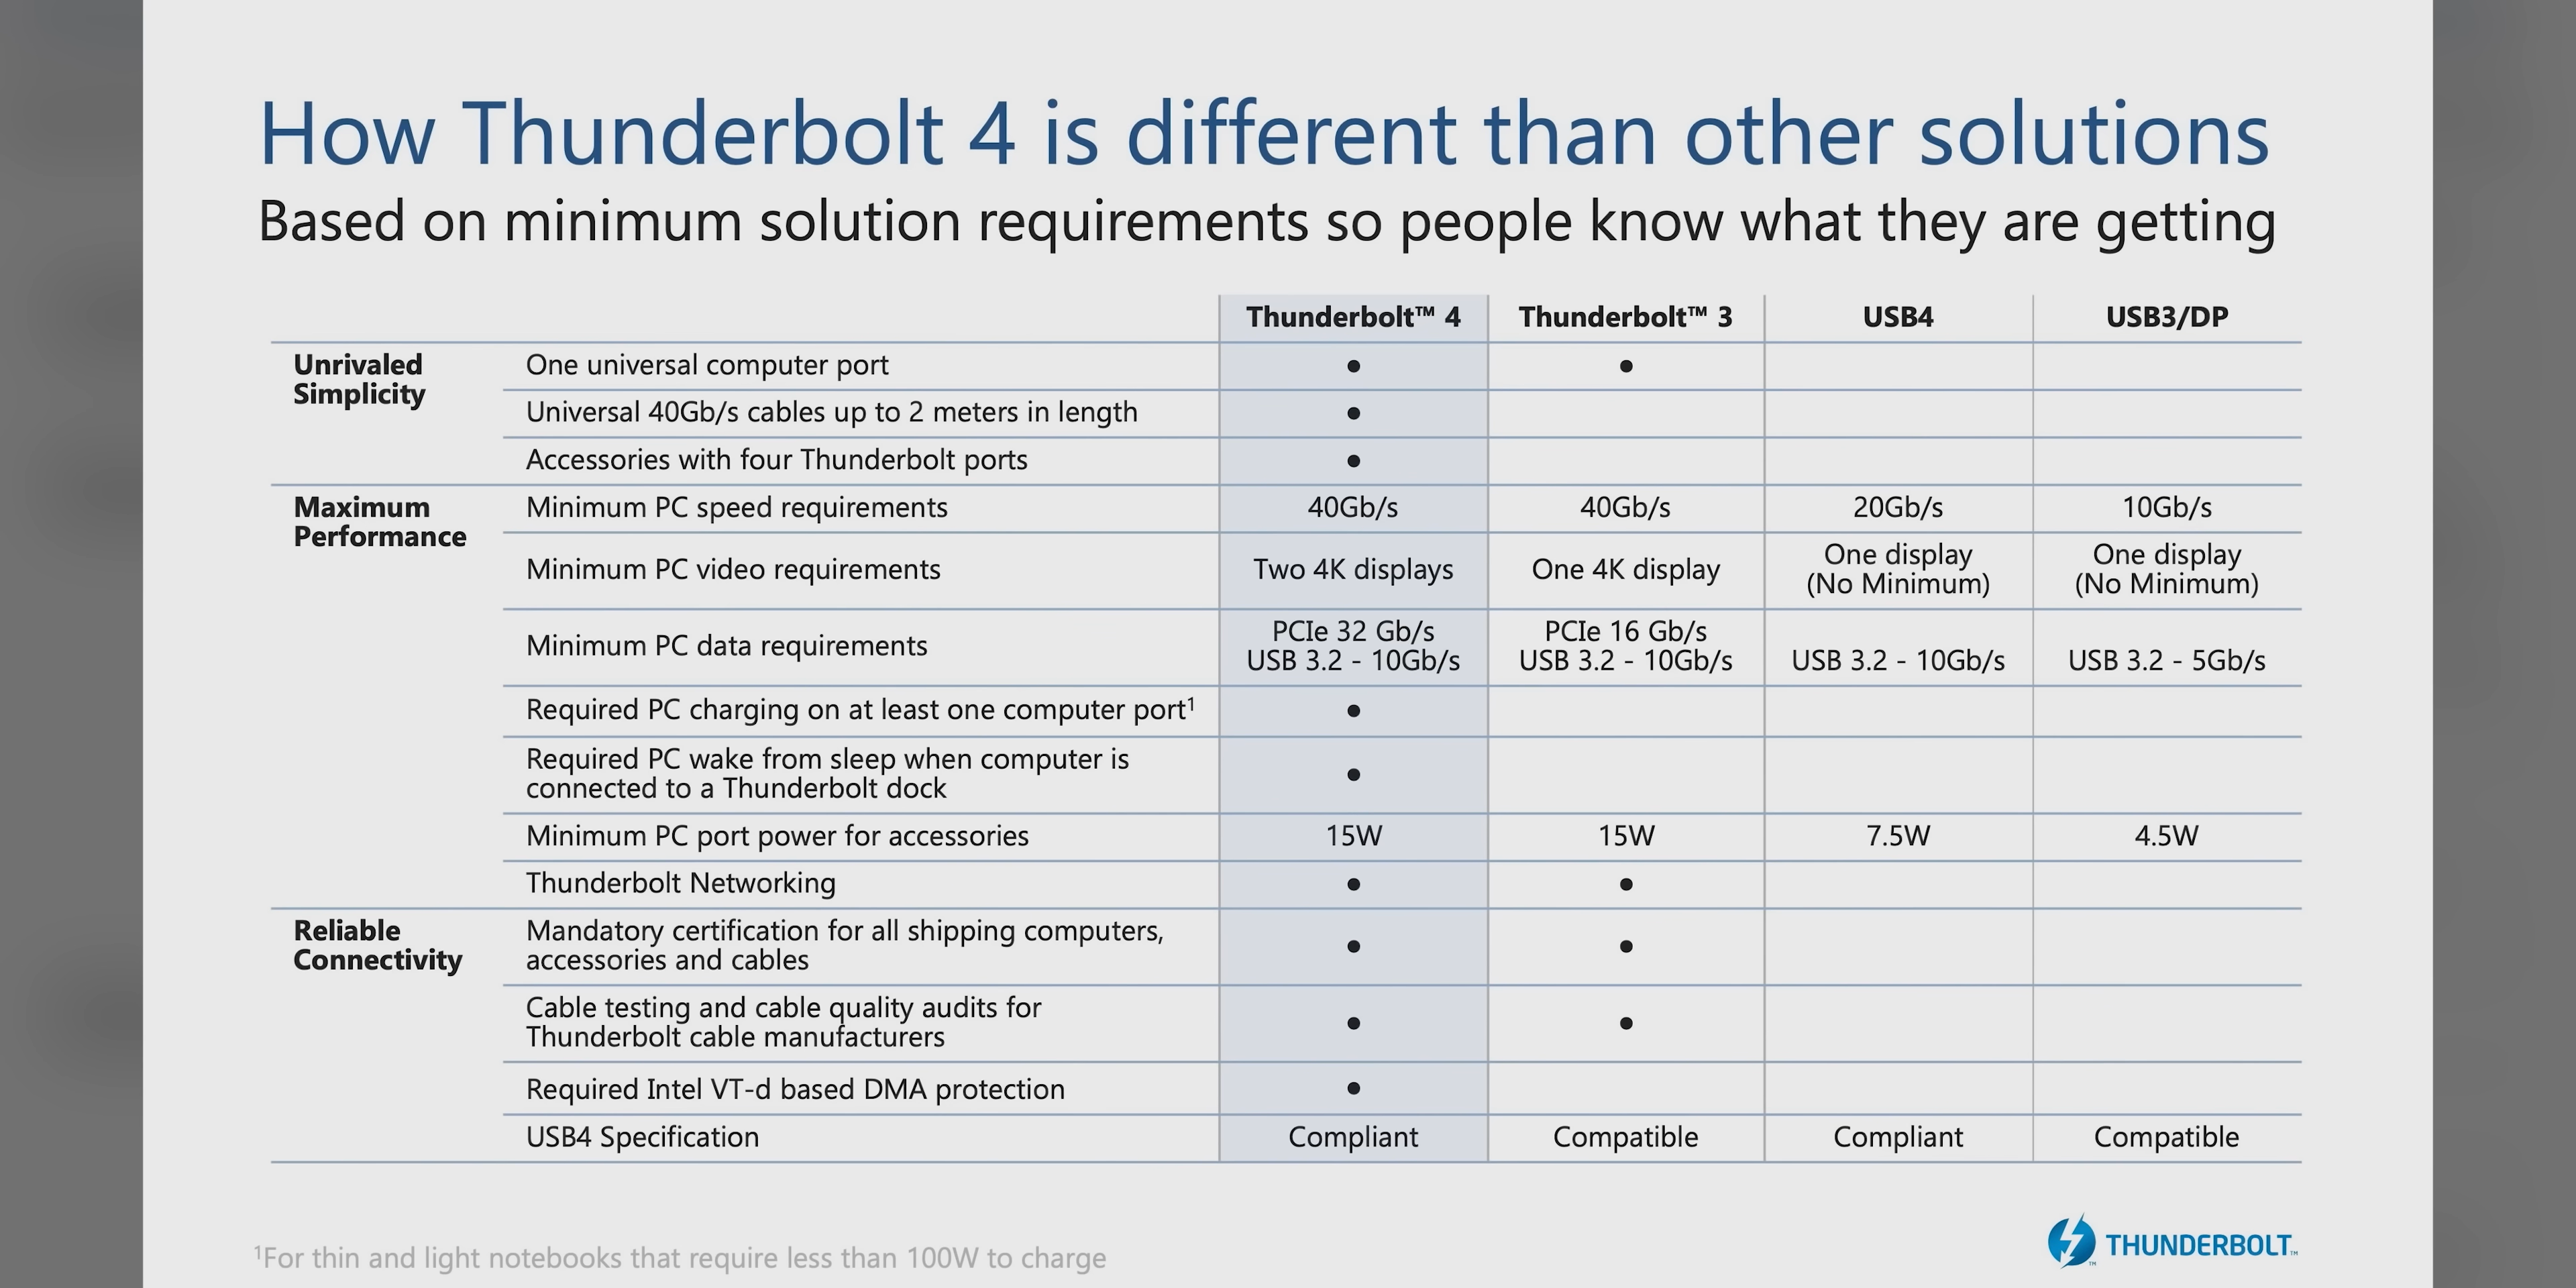 How Thunderbolt 4 is different than other solutions
Based on minimum solution requirements so people know what they are getting
Thunderbolt™ 4 Thunderbolt™ 3 USB4 USB3/DP
Unrivaled
Simplicity
One universal computer port • •
Universal 40Gb/s cables up to 2 meters in length •
Accessories with four Thunderbolt ports •
Maximum
Performance
Minimum PC speed requirements 40Gb/s 40Gb/s 20Gb/s 10Gb/s
Minimum PC video requirements Two 4K displays One 4K display One display (No Minimum) One display (No Minimum)
Minimum PC data requirements PCIe 32 Gb/s USB 3.2 - 10Gb/s PCIe 16 Gb/s USB 3.2 - 10Gb/s USB 3.2 - 10Gb/s USB 3.2 - 5Gb/s
Required PC charging on at least one computer port¹ •
Required PC wake from sleep when computer is
connected to a Thunderbolt dock •
Minimum PC port power for accessories 15W 15W 7.5W 4.5W
Thunderbolt Networking • •
Reliable
Connectivity
Mandatory certification for all shipping computers,
accessories and cables • •
Cable testing and cable quality audits for
Thunderbolt cable manufacturers • •
Required Intel VT-d based DMA protection •
USB4 Specification Compliant Compatible Compliant Compatible
¹For thin and light notebooks that require less than 100W to charge
THUNDERBOLT™